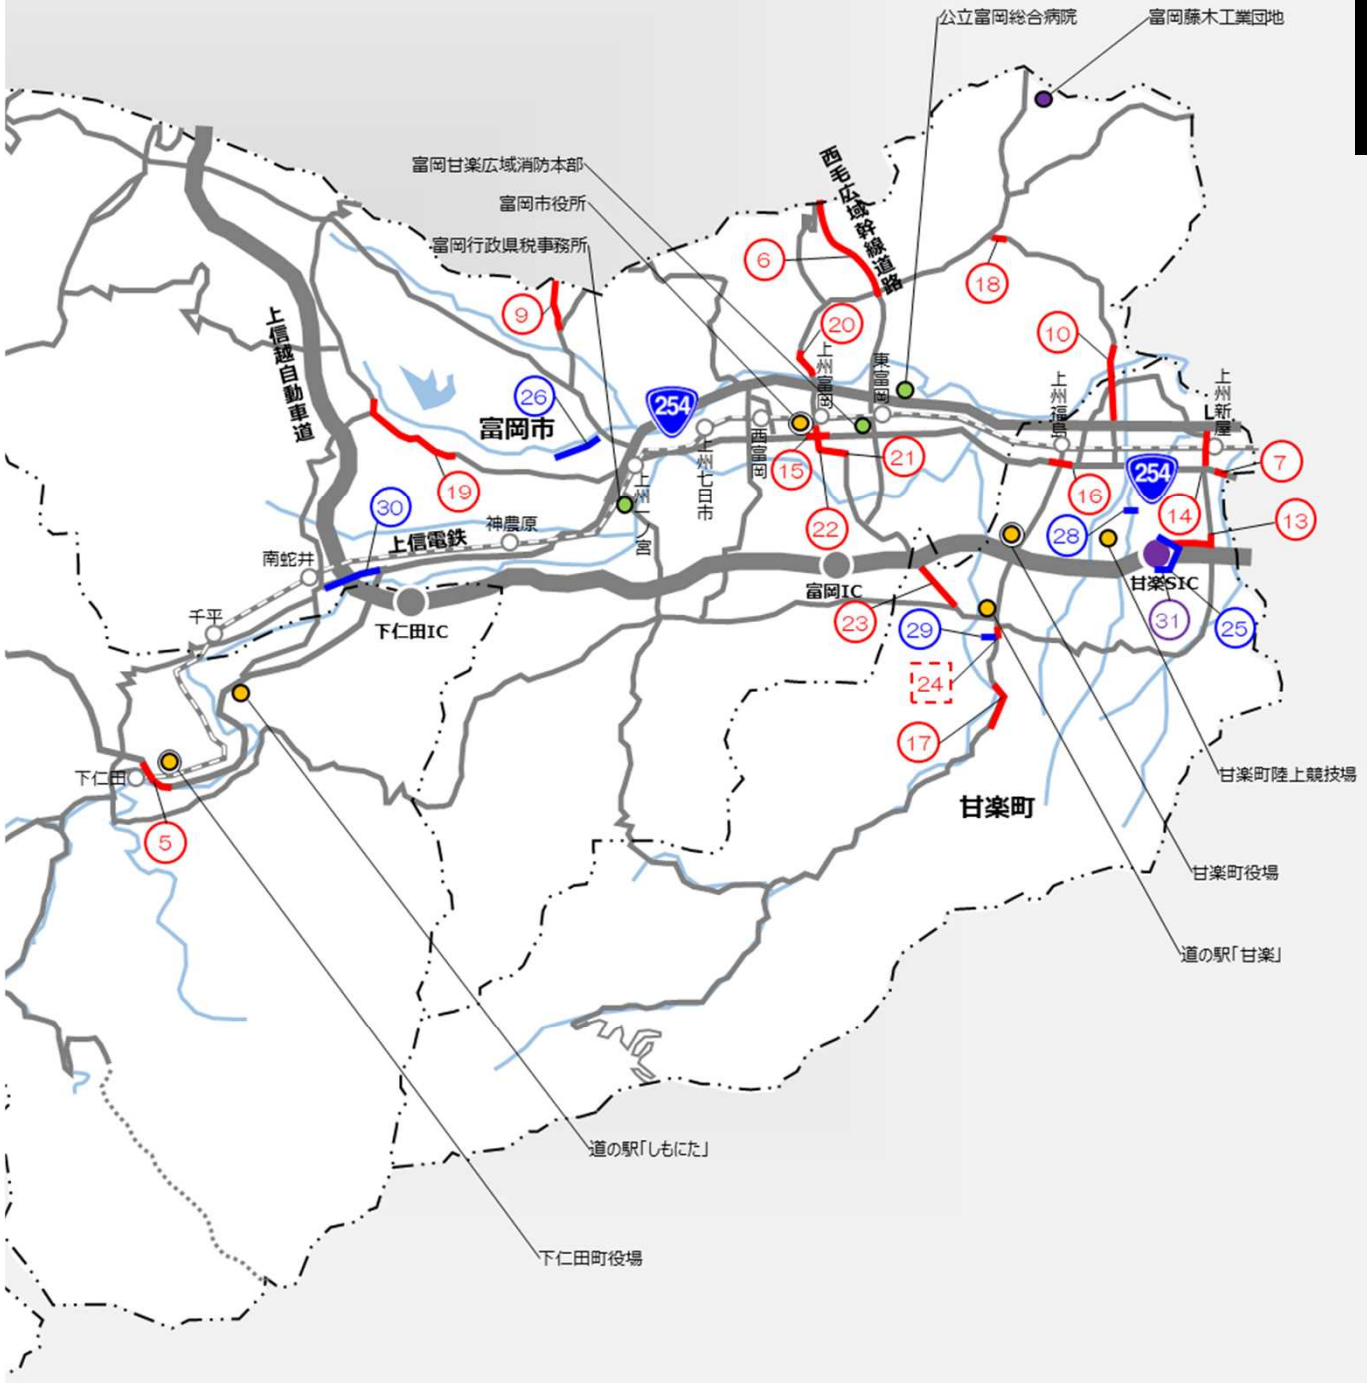 公立富岡総合病院
富岡藤木工業団地
富岡甘楽広域消防本部
西毛広域幹線道路
富岡市役所
富岡行政県税事務所
6
18
9
上信越自動車道
20
10
上州富岡
東富岡
上州福島
上州新屋
26
254
富岡市
L
西富岡
上州七日市
15
21
7
254
19
16
上州一ノ宮
30
14
13
22
28
神農原
上信電鉄
南蛇井
甘楽SIC
富岡IC
千平
下仁田IC
23
29
31
25
24
17
下仁田
甘楽町陸上競技場
甘楽町
5
甘楽町役場
道の駅「甘楽」
道の駅「しもにた」
下仁田町役場